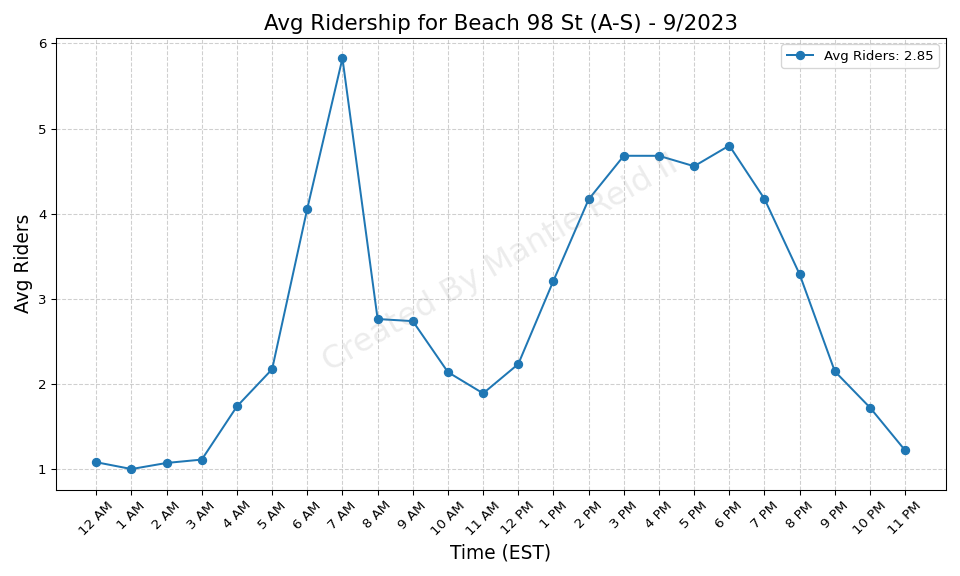 Avg Ridership for Beach 98 St (A-S) - 9/2023
Avg Riders: 2.85
6
5
4
3
2
1
Avg Riders
Created By Mantie Reid II
12 AM
1 AM
2 AM
3 AM
4 AM
5 AM
6 AM
7 AM
8 AM
9 AM
10 AM
11 AM
12 PM
1 PM
2 PM
3 PM
4 PM
5 PM
6 PM
7 PM
8 PM
9 PM
10 PM
11 PM
Time (EST)